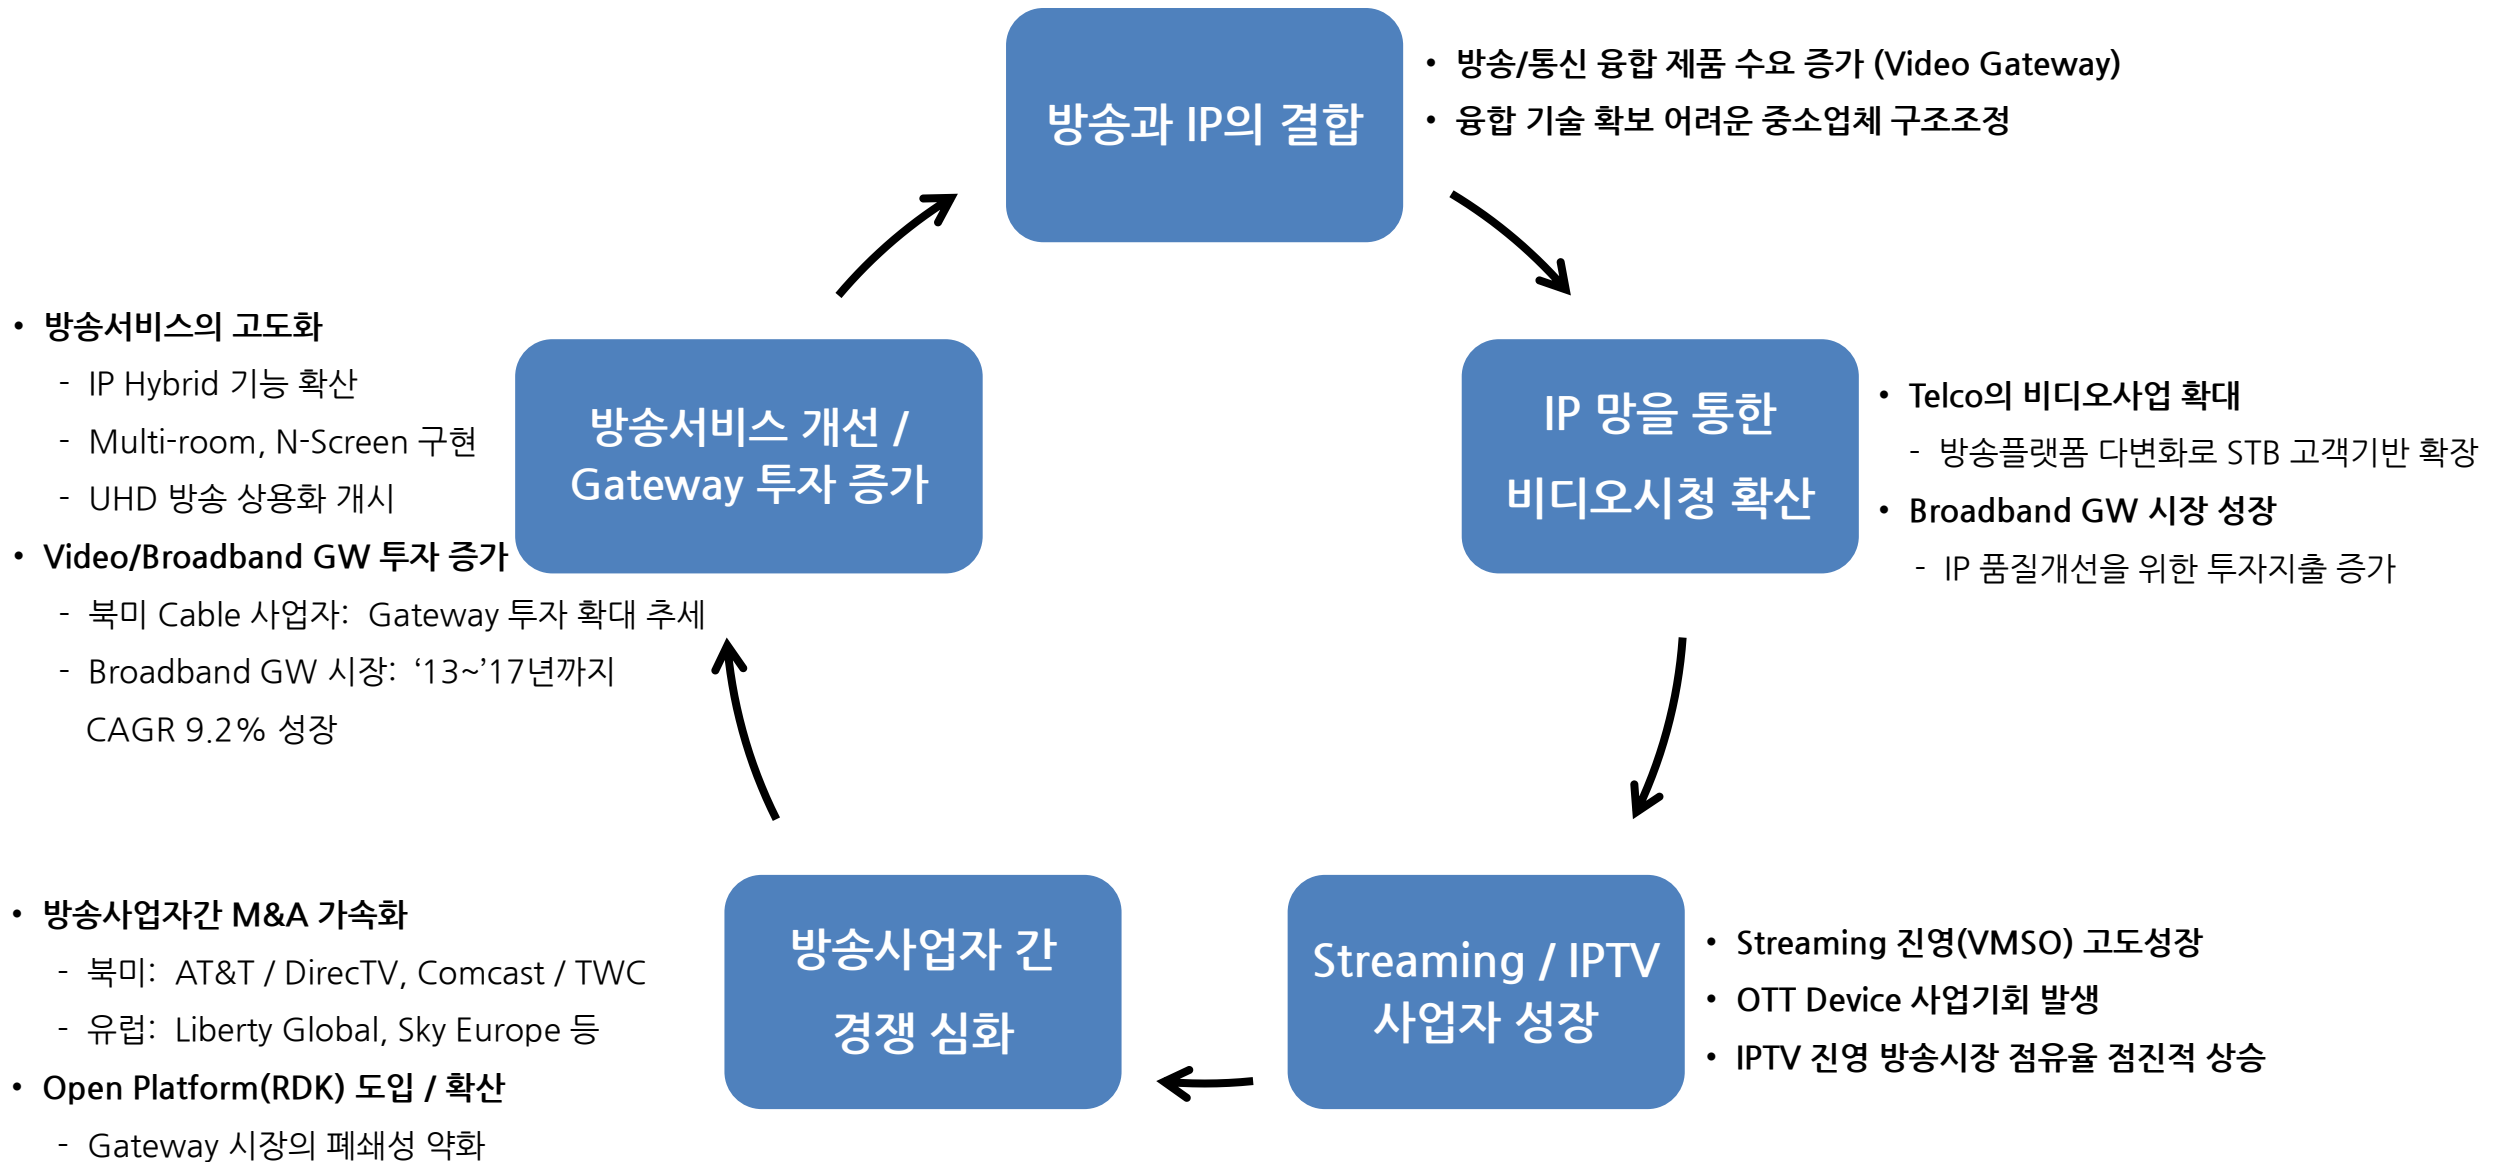 방송과 IP의 결합
• 방송/통신 융합 제품 수요 증가 (Video Gateway)
• 융합 기술 확보 어려운 중소업체 구조조정
IP 망을 통한
비디오시청 확산
• Telco의 비디오사업 확대
- 방송플랫폼 다변화로 STB 고객기반 확장
• Broadband GW 시장 성장
- IP 품질개선을 위한 투자지출 증가
Streaming / IPTV
사업자 성장
• Streaming 진영(VMSO) 고도성장
• OTT Device 사업기회 발생
• IPTV 진영 방송시장 점유율 점진적 상승
방송사업자 간
경쟁 심화
• 방송사업자간 M&A 가속화
- 북미: AT&T / DirecTV, Comcast / TWC
- 유럽: Liberty Global, Sky Europe 등
• Open Platform(RDK) 도입 / 확산
- Gateway 시장의 폐쇄성 약화
방송서비스 개선 /
Gateway 투자 증가
• 방송서비스의 고도화
- IP Hybrid 기능 확산
- Multi-room, N-Screen 구현
- UHD 방송 상용화 개시
• Video/Broadband GW 투자 증가
- 북미 Cable 사업자: Gateway 투자 확대 추세
- Broadband GW 시장: ‘13~’17년까지
CAGR 9.2% 성장